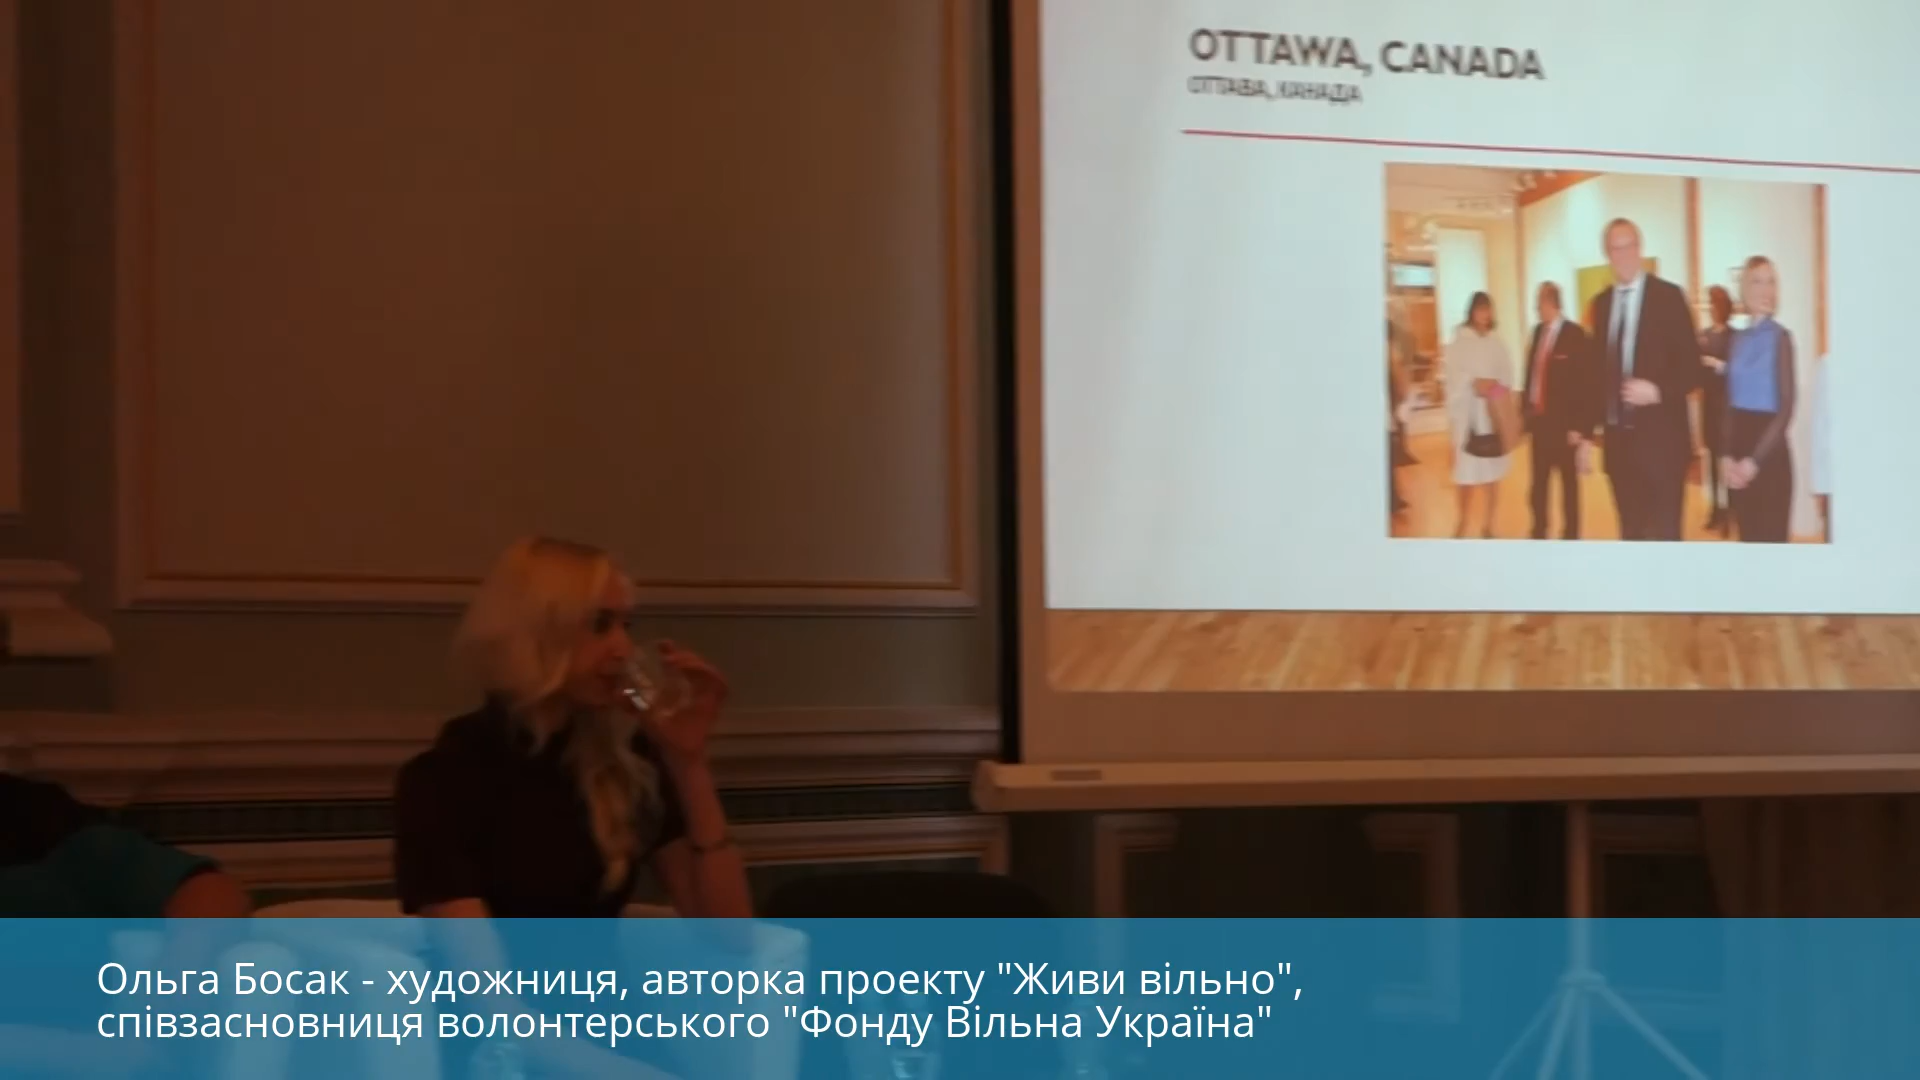 OTTAWA, CANADA
ОТТАВА, КАНАДА
Ольга Босак - художниця, авторка проекту "Живи вільно",
співзасновниця волонтерського "Фонду Вільна Україна"